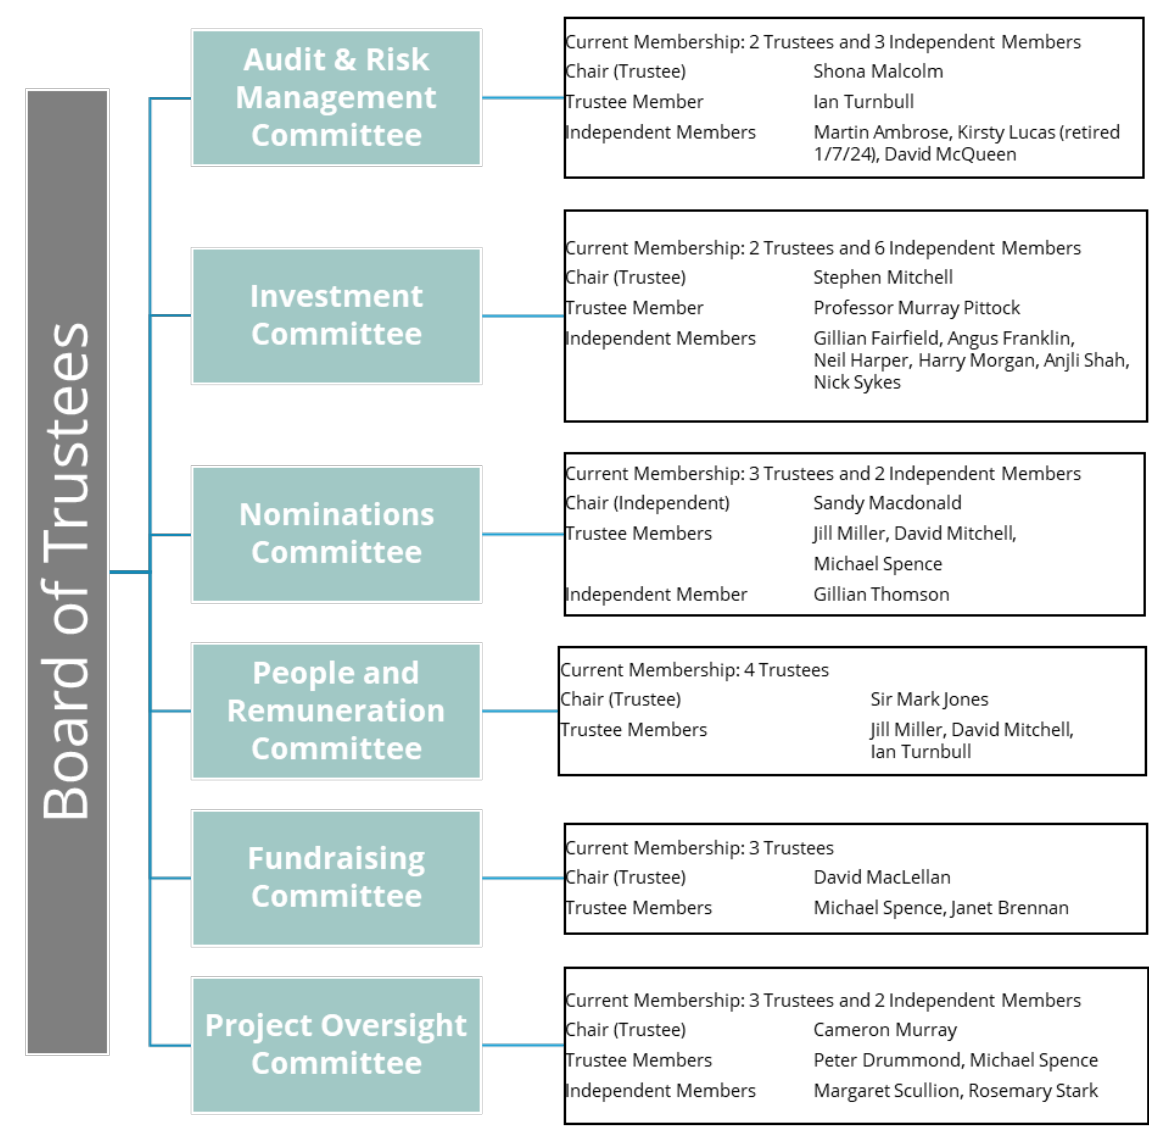 Board of Trustees
Audit & Risk
Management
Committee
Current Membership: 2 Trustees and 3 Independent Members
Chair (Trustee) Shona Malcolm
Trustee Member Ian Turnbull
Independent Members Martin Ambrose, Kirsty Lucas (retired
1/7/24), David McQueen
Investment
Committee
Current Membership: 2 Trustees and 6 Independent Members
Chair (Trustee) Stephen Mitchell
Trustee Member Professor Murray Pittock
Independent Members Gillian Fairfield, Angus Franklin,
Neil Harper, Harry Morgan, Anjli Shah,
Nick Sykes
Nominations
Committee
Current Membership: 3 Trustees and 2 Independent Members
Chair (Independent) Sandy Macdonald
Trustee Members Jill Miller, David Mitchell,
Michael Spence
Independent Member Gillian Thomson
People and
Remuneration
Committee
Current Membership: 4 Trustees
Chair (Trustee) Sir Mark Jones
Trustee Members Jill Miller, David Mitchell,
Ian Turnbull
Fundraising
Committee
Current Membership: 3 Trustees
Chair (Trustee) David MacLellan
Trustee Members Michael Spence, Janet Brennan
Project Oversight
Committee
Current Membership: 3 Trustees and 2 Independent Members
Chair (Trustee) Cameron Murray
Trustee Members Peter Drummond, Michael Spence
Independent Members Margaret Scullion, Rosemary Stark